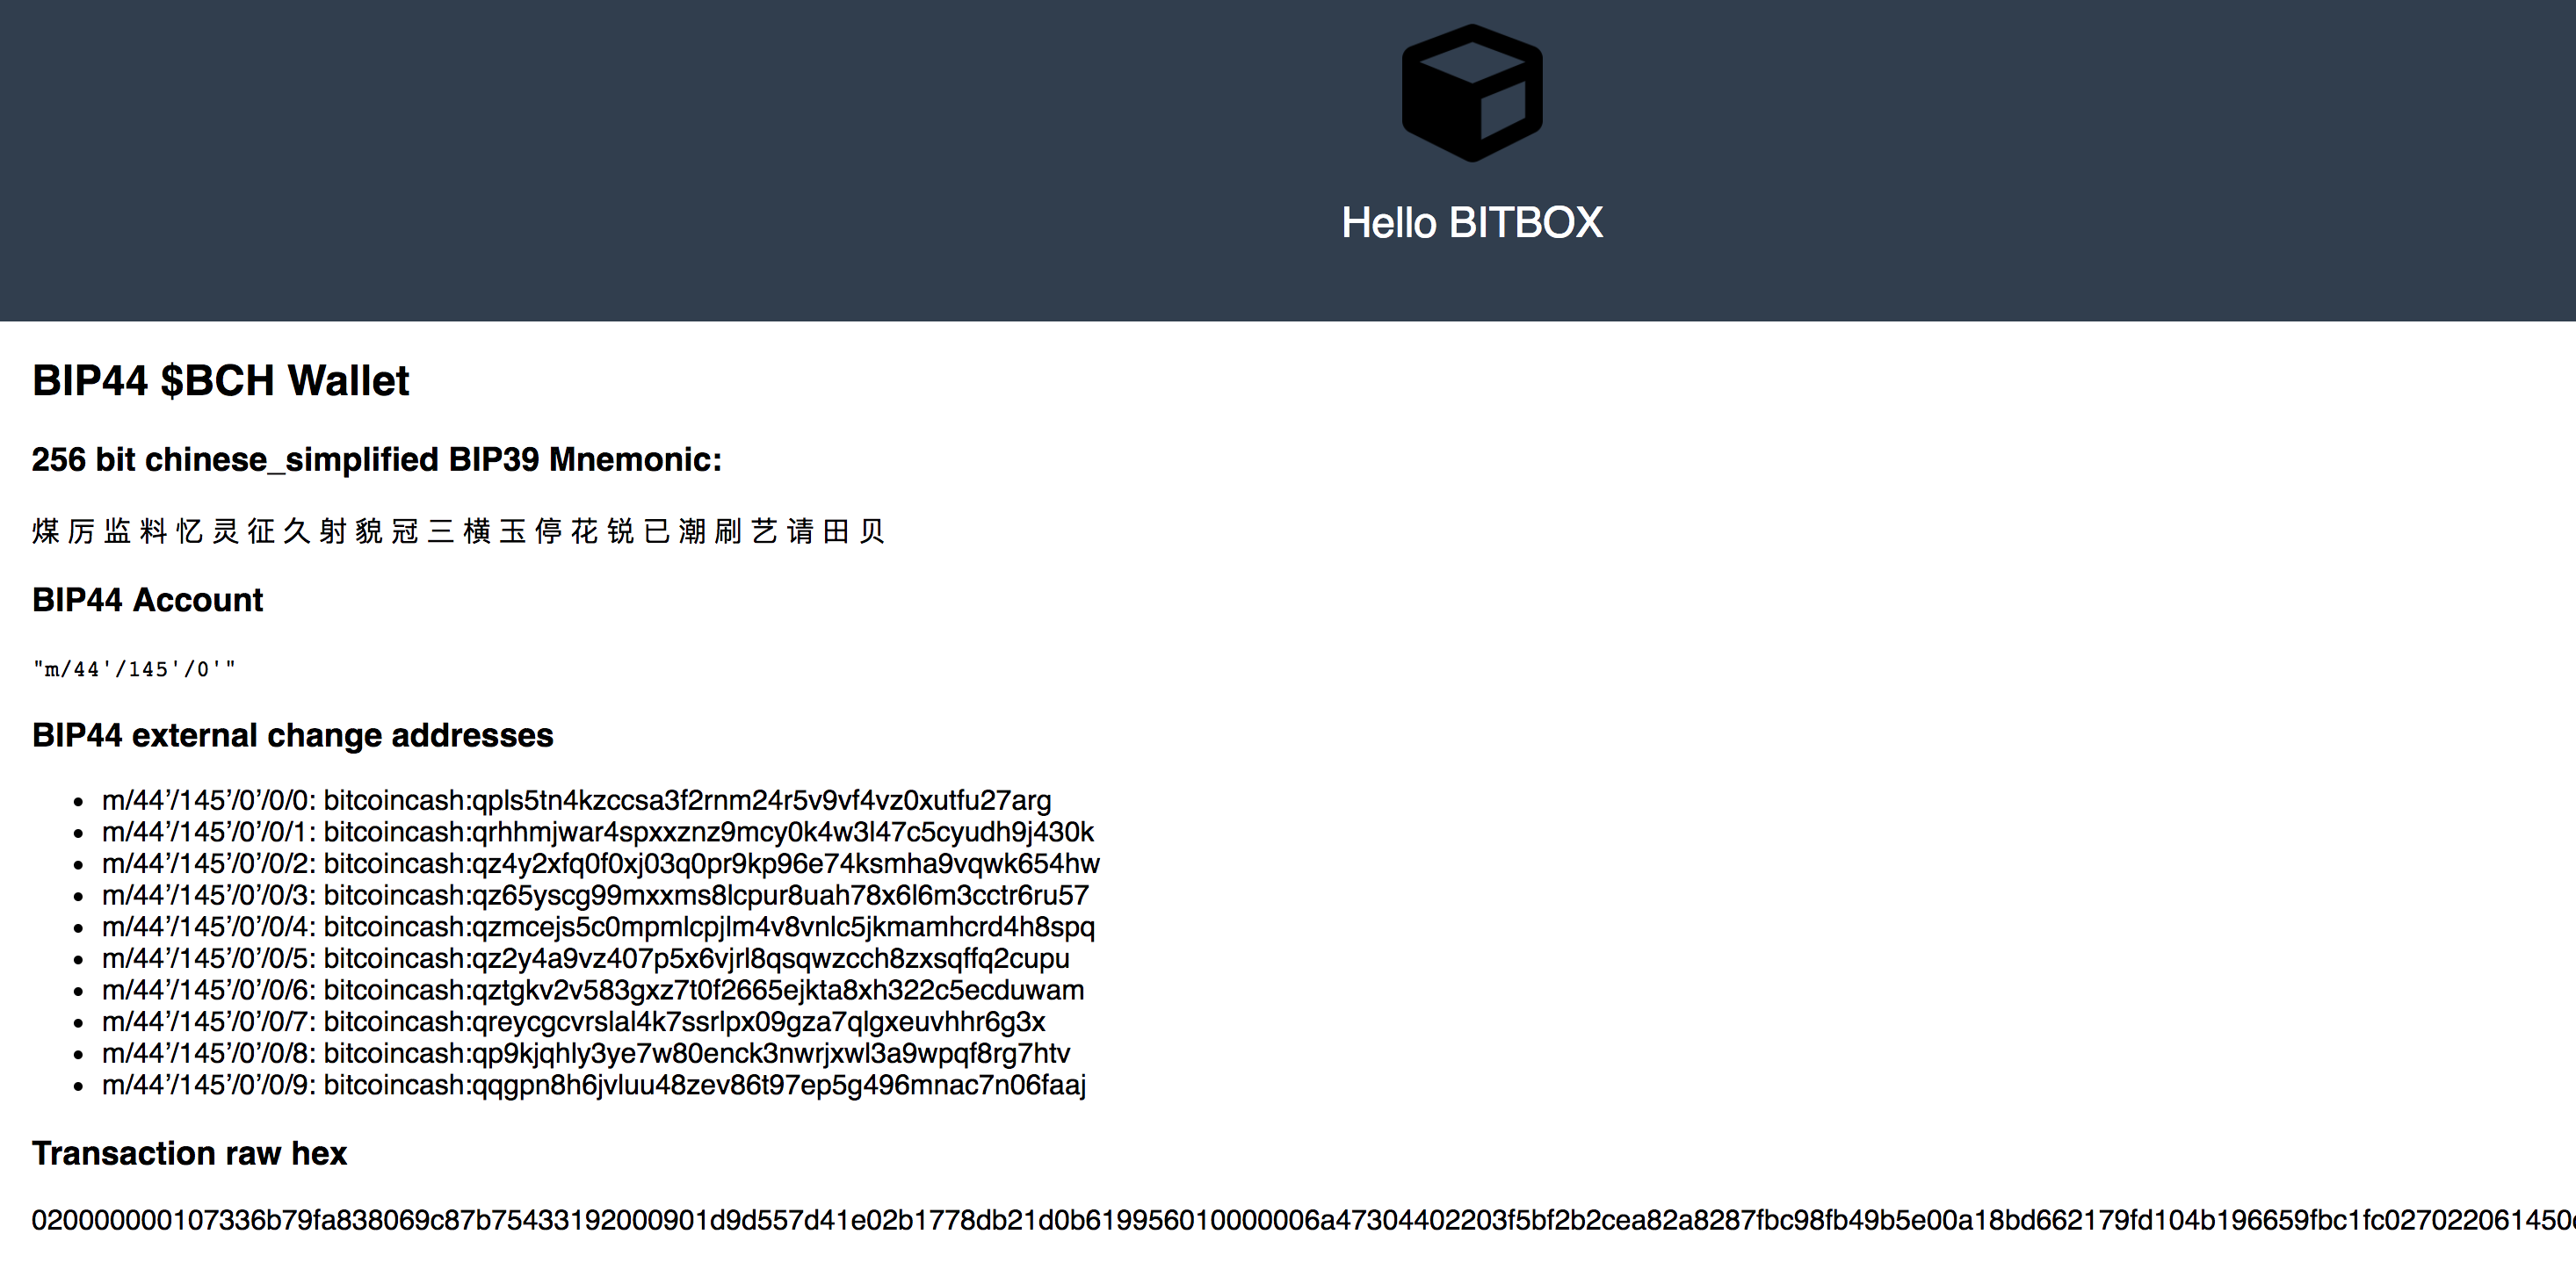 Hello BITBOX
BIP44 $BCH Wallet
256 bit chinese_simplified BIP39 Mnemonic:
煤 厉 监 料 忆 灵 征 久 射 貌 冠 三 横 玉 停 花 锐 已 潮 刷 艺 请 田 贝
BIP44 Account
"m/44'/145'/0'"
BIP44 external change addresses
• m/44’/145’/0’/0/0: bitcoincash:qpls5tn4kzccsa3f2rnm24r5v9vf4vz0xutfu27arg
• m/44’/145’/0’/0/1: bitcoincash:qrhhmjwar4spxxznz9mcy0k4w3l47c5cyudh9j430k
• m/44’/145’/0’/0/2: bitcoincash:qz4y2xfq0f0xj03q0pr9kp96e74ksmha9vqwk654hw
• m/44’/145’/0’/0/3: bitcoincash:qz65yscg99mxxms8lcpur8uah78x6l6m3cctr6ru57
• m/44’/145’/0’/0/4: bitcoincash:qzmcejs5c0mpmlcpjlm4v8vnlc5jkmamhcrd4h8spq
• m/44’/145’/0’/0/5: bitcoincash:qz2y4a9vz407p5x6vjrl8qsqwzcch8zxsqffq2cupu
• m/44’/145’/0’/0/6: bitcoincash:qztgkv2v583gxz7t0f2665ejkta8xh322c5ecduwam
• m/44’/145’/0’/0/7: bitcoincash:qreycgcvrslal4k7ssrlpx09gza7qlgxeuvhhr6g3x
• m/44’/145’/0’/0/8: bitcoincash:qp9kjqhly3ye7w80enck3nwrjxwl3a9wpqf8rg7htv
• m/44’/145’/0’/0/9: bitcoincash:qqgpn8h6jvluu48zev86t97ep5g496mnac7n06faaj
Transaction raw hex
020000000107336b79fa838069c87b75433192000901d9d557d41e02b1778db21d0b619956010000006a47304402203f5bf2b2cea82a8287fbc98fb49b5e00a18bd662179fd104b196659fbc1fc027022061450